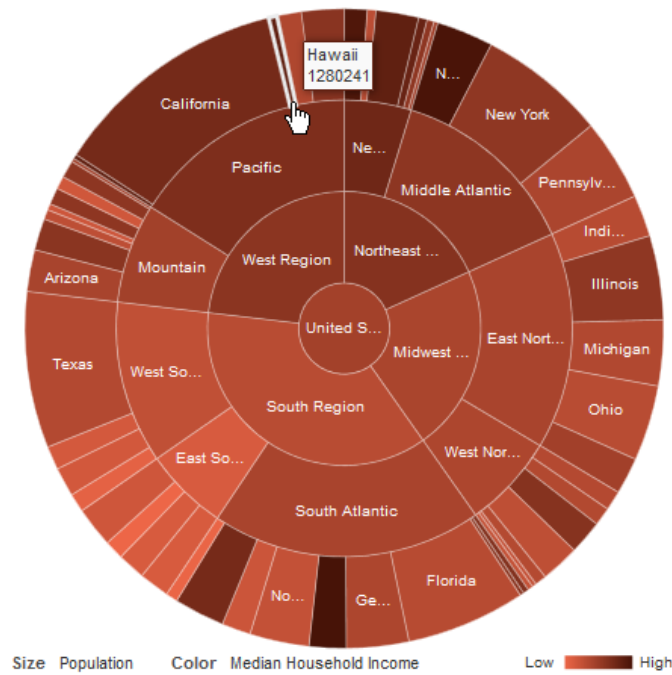 Hawaii
1280241
California
N...
New York
Pacific
Ne...
Middle Atlantic
Pennsylv...
Indi...
West Region
Northeast ...
Mountain
Arizona
Illinois
United S...
East Nort...
Midwest ...
Michigan
Texas
West So...
South Region
Ohio
East So...
West Nor...
South Atlantic
Florida
No...
Ge...
Size Population Color Median Household Income Low High